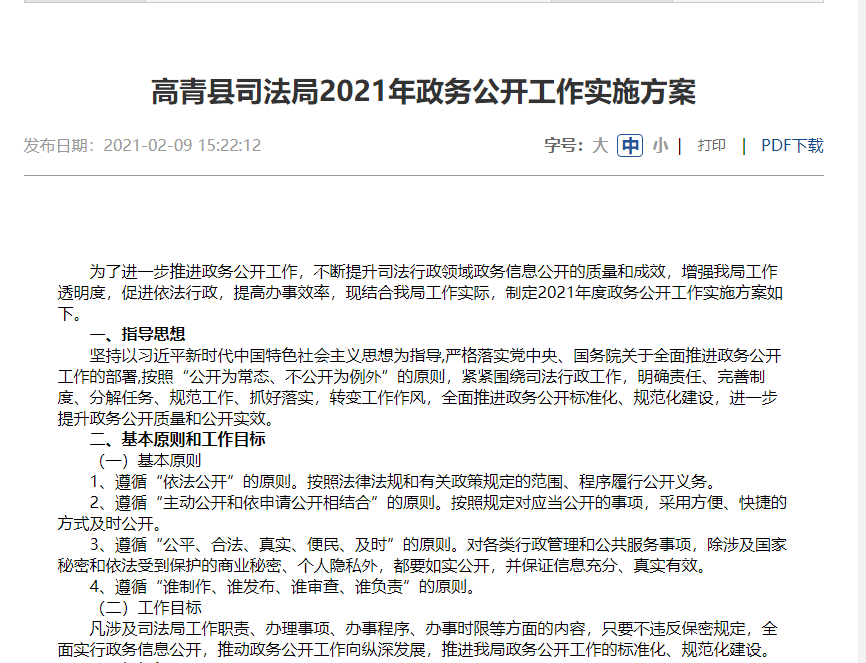 高青县司法局2021年政务公开工作实施方案
发布日期：2021-02-09 15:22:12 字号：大 中 小 | 打印 | PDF下载
为了进一步推进政务公开工作，不断提升司法行政领域政务信息公开的质量和成效，增强我局工作
透明度，促进依法行政，提高办事效率，现结合我局工作实际，制定2021年度政务公开工作实施方案如
下。
一、指导思想
坚持以习近平新时代中国特色社会主义思想为指导,严格落实党中央、国务院关于全面推进政务公开
工作的部署,按照“公开为常态、不公开为例外”的原则，紧紧围绕司法行政工作，明确责任、完善制
度、分解任务、规范工作、抓好落实，转变工作作风，全面推进政务公开标准化、规范化建设，进一步
提升政务公开质量和公开实效。
二、基本原则和工作目标
（一）基本原则
1、遵循“依法公开”的原则。按照法律法规和有关政策规定的范围、程序履行公开义务。
2、遵循“主动公开和依申请公开相结合”的原则。按照规定对应当公开的事项，采用方便、快捷的
方式及时公开。
3、遵循“公平、合法、真实、便民、及时”的原则。对各类行政管理和公共服务事项，除涉及国家
秘密和依法受到保护的商业秘密、个人隐私外，都要如实公开，并保证信息充分、真实有效。
4、遵循“谁制作、谁发布、谁审查、谁负责”的原则。
（二）工作目标
凡涉及司法局工作职责、办理事项、办事程序、办事时限等方面的内容，只要不违反保密规定，全
面实行政务信息公开，推动政务公开工作向纵深发展，推进我局政务公开工作的标准化、规范化建设。